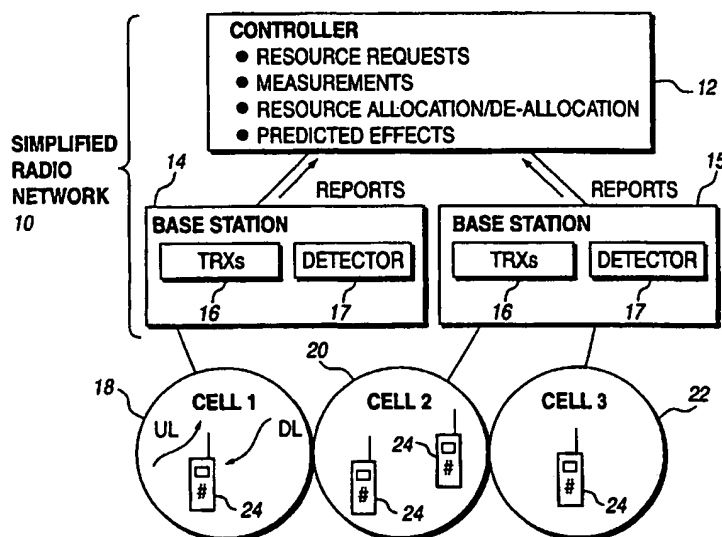 CONTROLLER
● RESOURCE REQUESTS
● MEASUREMENTS
● RESOURCE ALLOCATION/DE-ALLOCATION
● PREDICTED EFFECTS
12
SIMPLIFIED
RADIO
NETWORK
10
14
REPORTS
REPORTS
15
BASE STATION
TRXs
DETECTOR
16
17
BASE STATION
TRXs
DETECTOR
16
17
18
CELL 1
UL
DL
#
24
20
CELL 2
24
#
#
24
CELL 3
22
#
24